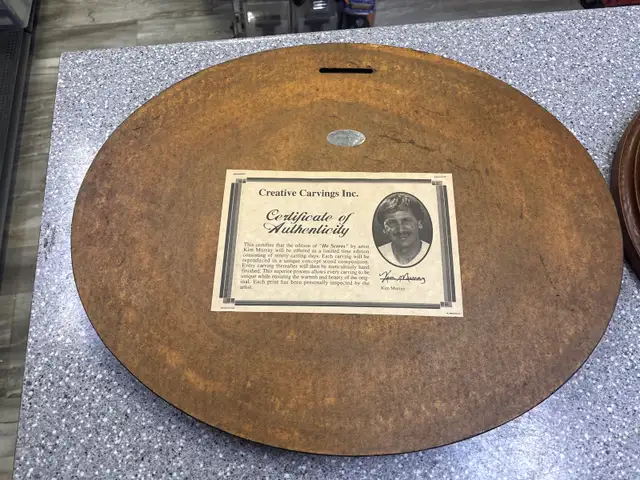 Creative Carvings Inc.
Certificate of
Authenticity
This certifies that the edition of "He Scores" by artist
Kim Murray will be offered as a limited time edition
consisting of ninety casting days. Each carving will be
reproduced in a unique concept wood composition.
Every carving thereafter will then be meticulously hand
finished. This superior process allows every carving to be
unique while retaining the warmth and beauty of the orig-
inal. Each print has been personally inspected by the
artist.
Kim Murray
Kim Murray